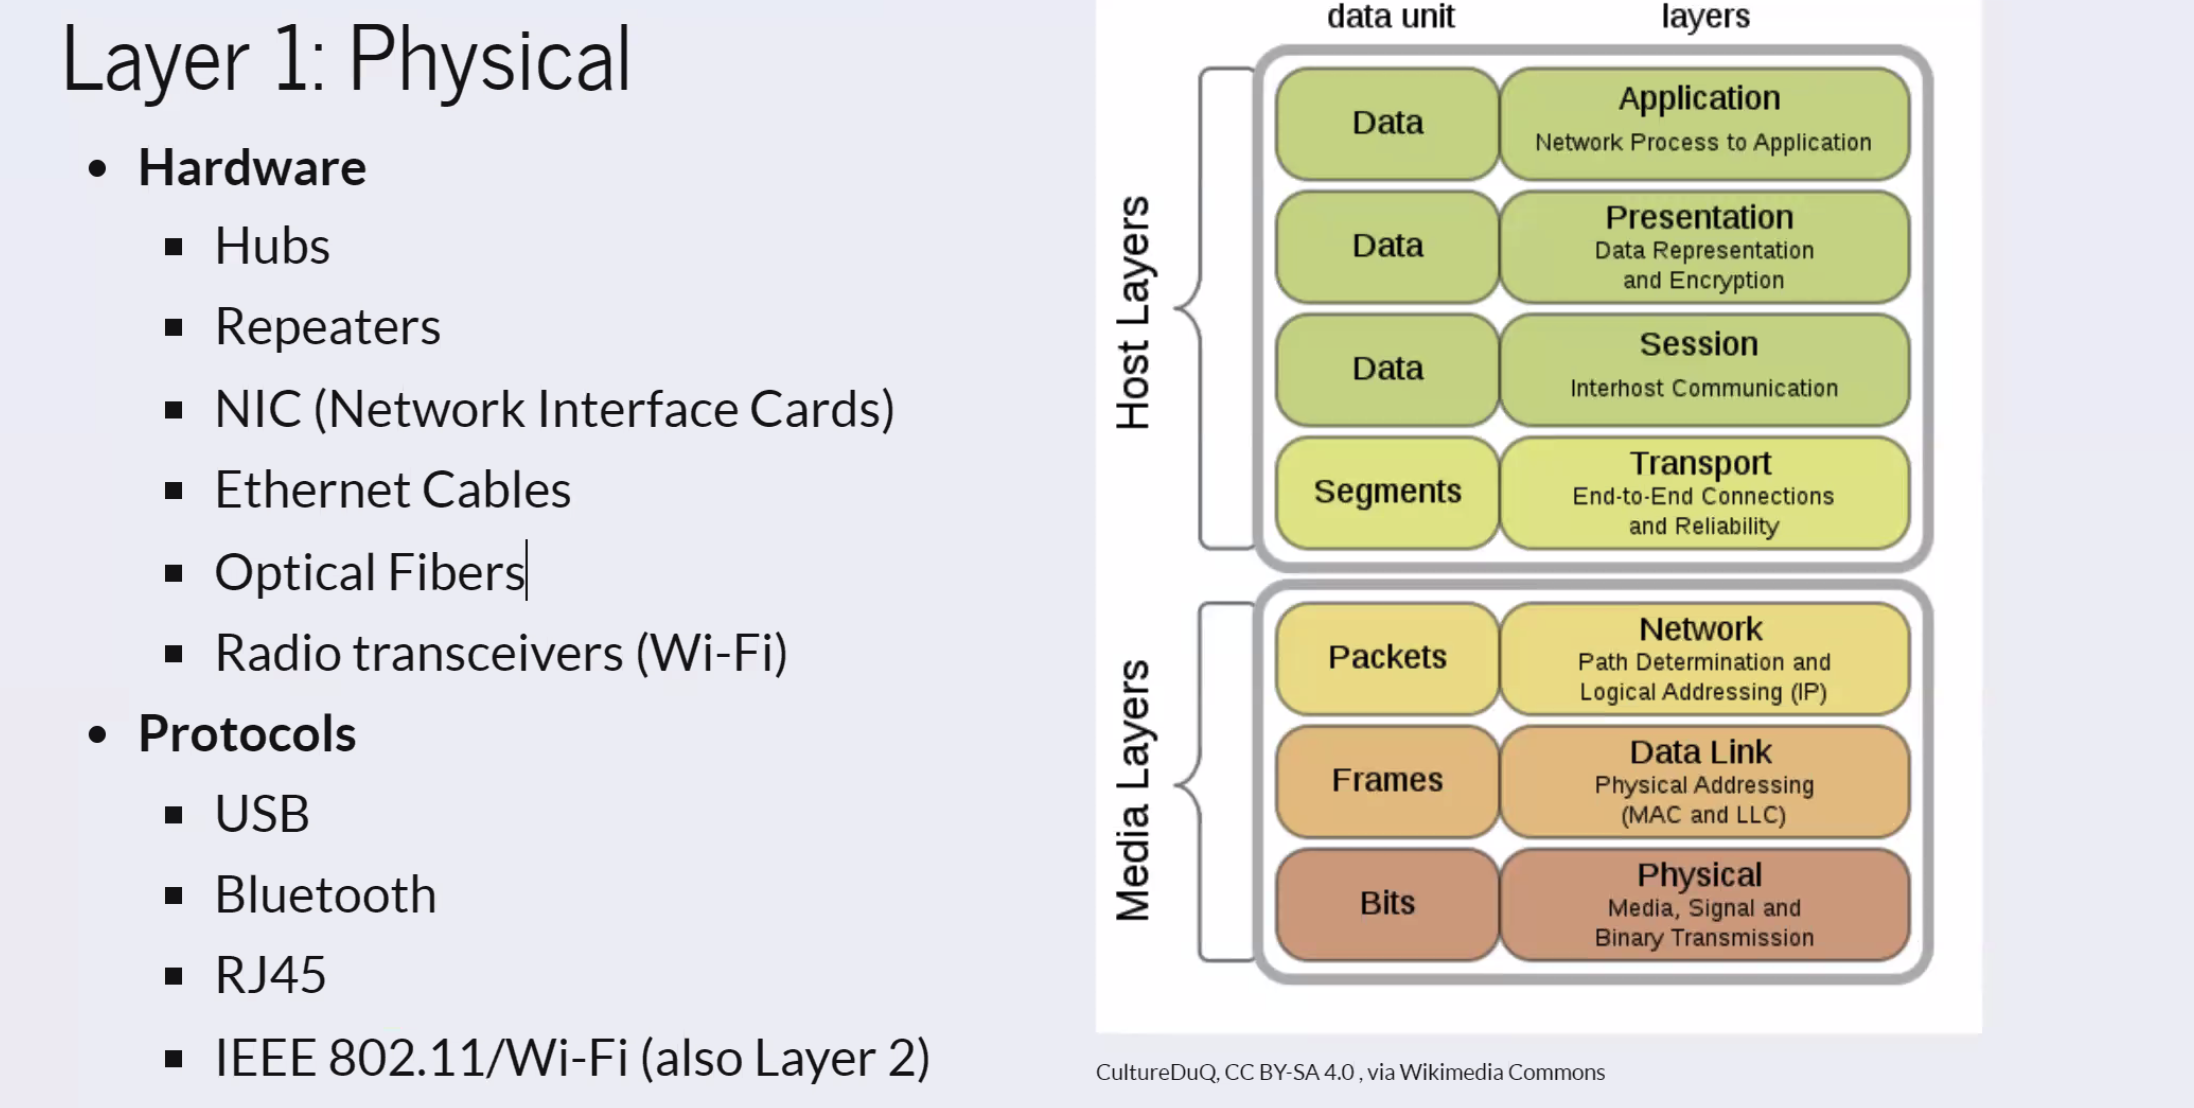 Layer 1: Physical
• Hardware
▪ Hubs
▪ Repeaters
▪ NIC (Network Interface Cards)
▪ Ethernet Cables
▪ Optical Fibers
▪ Radio transceivers (Wi-Fi)
• Protocols
▪ USB
▪ Bluetooth
▪ RJ45
▪ IEEE 802.11/Wi-Fi (also Layer 2)
data unit layers
Host Layers
Data
Application
Network Process to Application
Data
Presentation
Data Representation
and Encryption
Data
Session
Interhost Communication
Segments
Transport
End-to-End Connections
and Reliability
Media Layers
Packets
Network
Path Determination and
Logical Addressing (IP)
Frames
Data Link
Physical Addressing
(MAC and LLC)
Bits
Physical
Media, Signal and
Binary Transmission
CultureDuQ, CC BY-SA 4.0 , via Wikimedia Commons